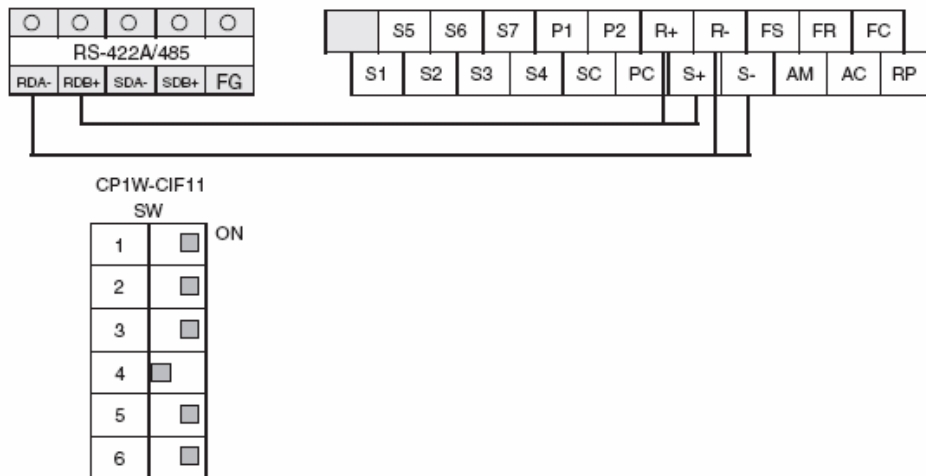 S5 S6 S7 P1 P2 R+ R- FS FR FC
RS-422A/485
RDA- RDB+ SDA- SDB+ FG
S1 S2 S3 S4 SC PC S+ S- AM AC RP
CP1W-CIF11
SW
ON
1
2
3
4
5
6